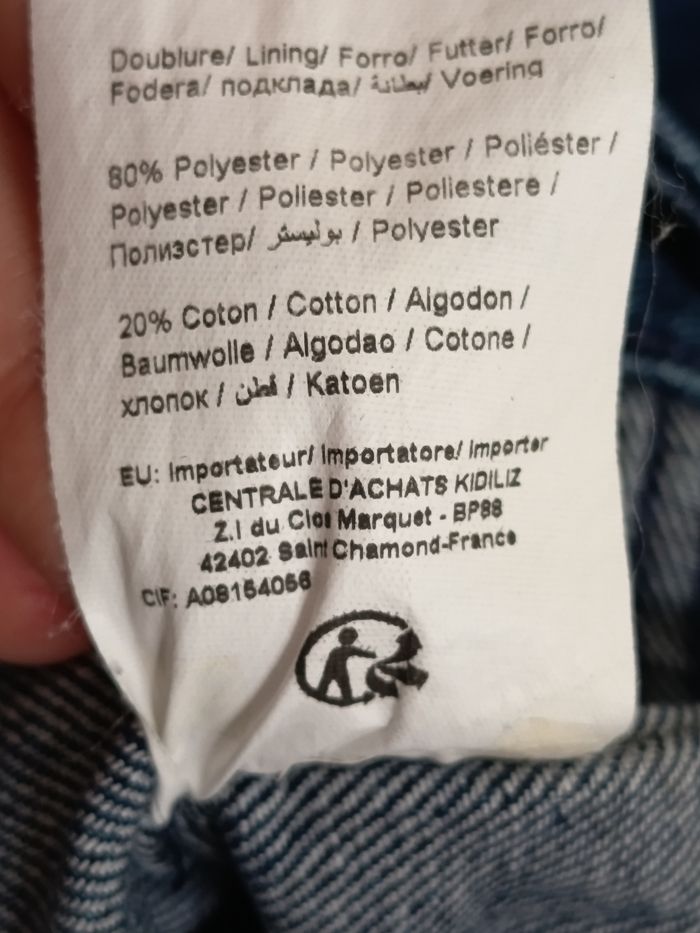 Doublure/ Lining/ Forro/ Futter/ Forro/
Fodera/ подклада/ بطانة/ Voering
80% Polyester / Polyester / Poliéster /
Polyester / Poliester / Poliestere /
Полиэстер/ بوليستر / Polyester
20% Coton / Cotton / Algodon /
Baumwolle / Algodao / Cotone /
хлопок / قطن / Katoen
EU: Importateur/ Importatore/ Importer
CENTRALE D'ACHATS KIDILIZ
Z.I du Clos Marquet - BP88
42402 Saint Chamond-France
CIF: A08154056